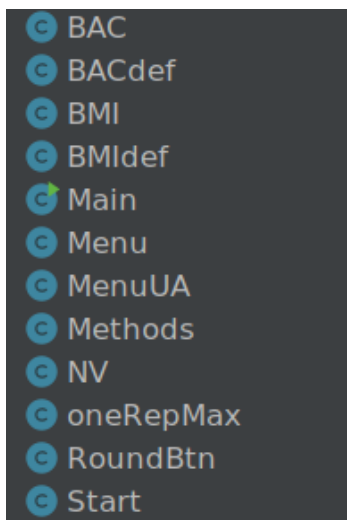 BAC
BACdef
BMI
BMIdef
Main
Menu
MenuUA
Methods
NV
oneRepMax
RoundBtn
Start